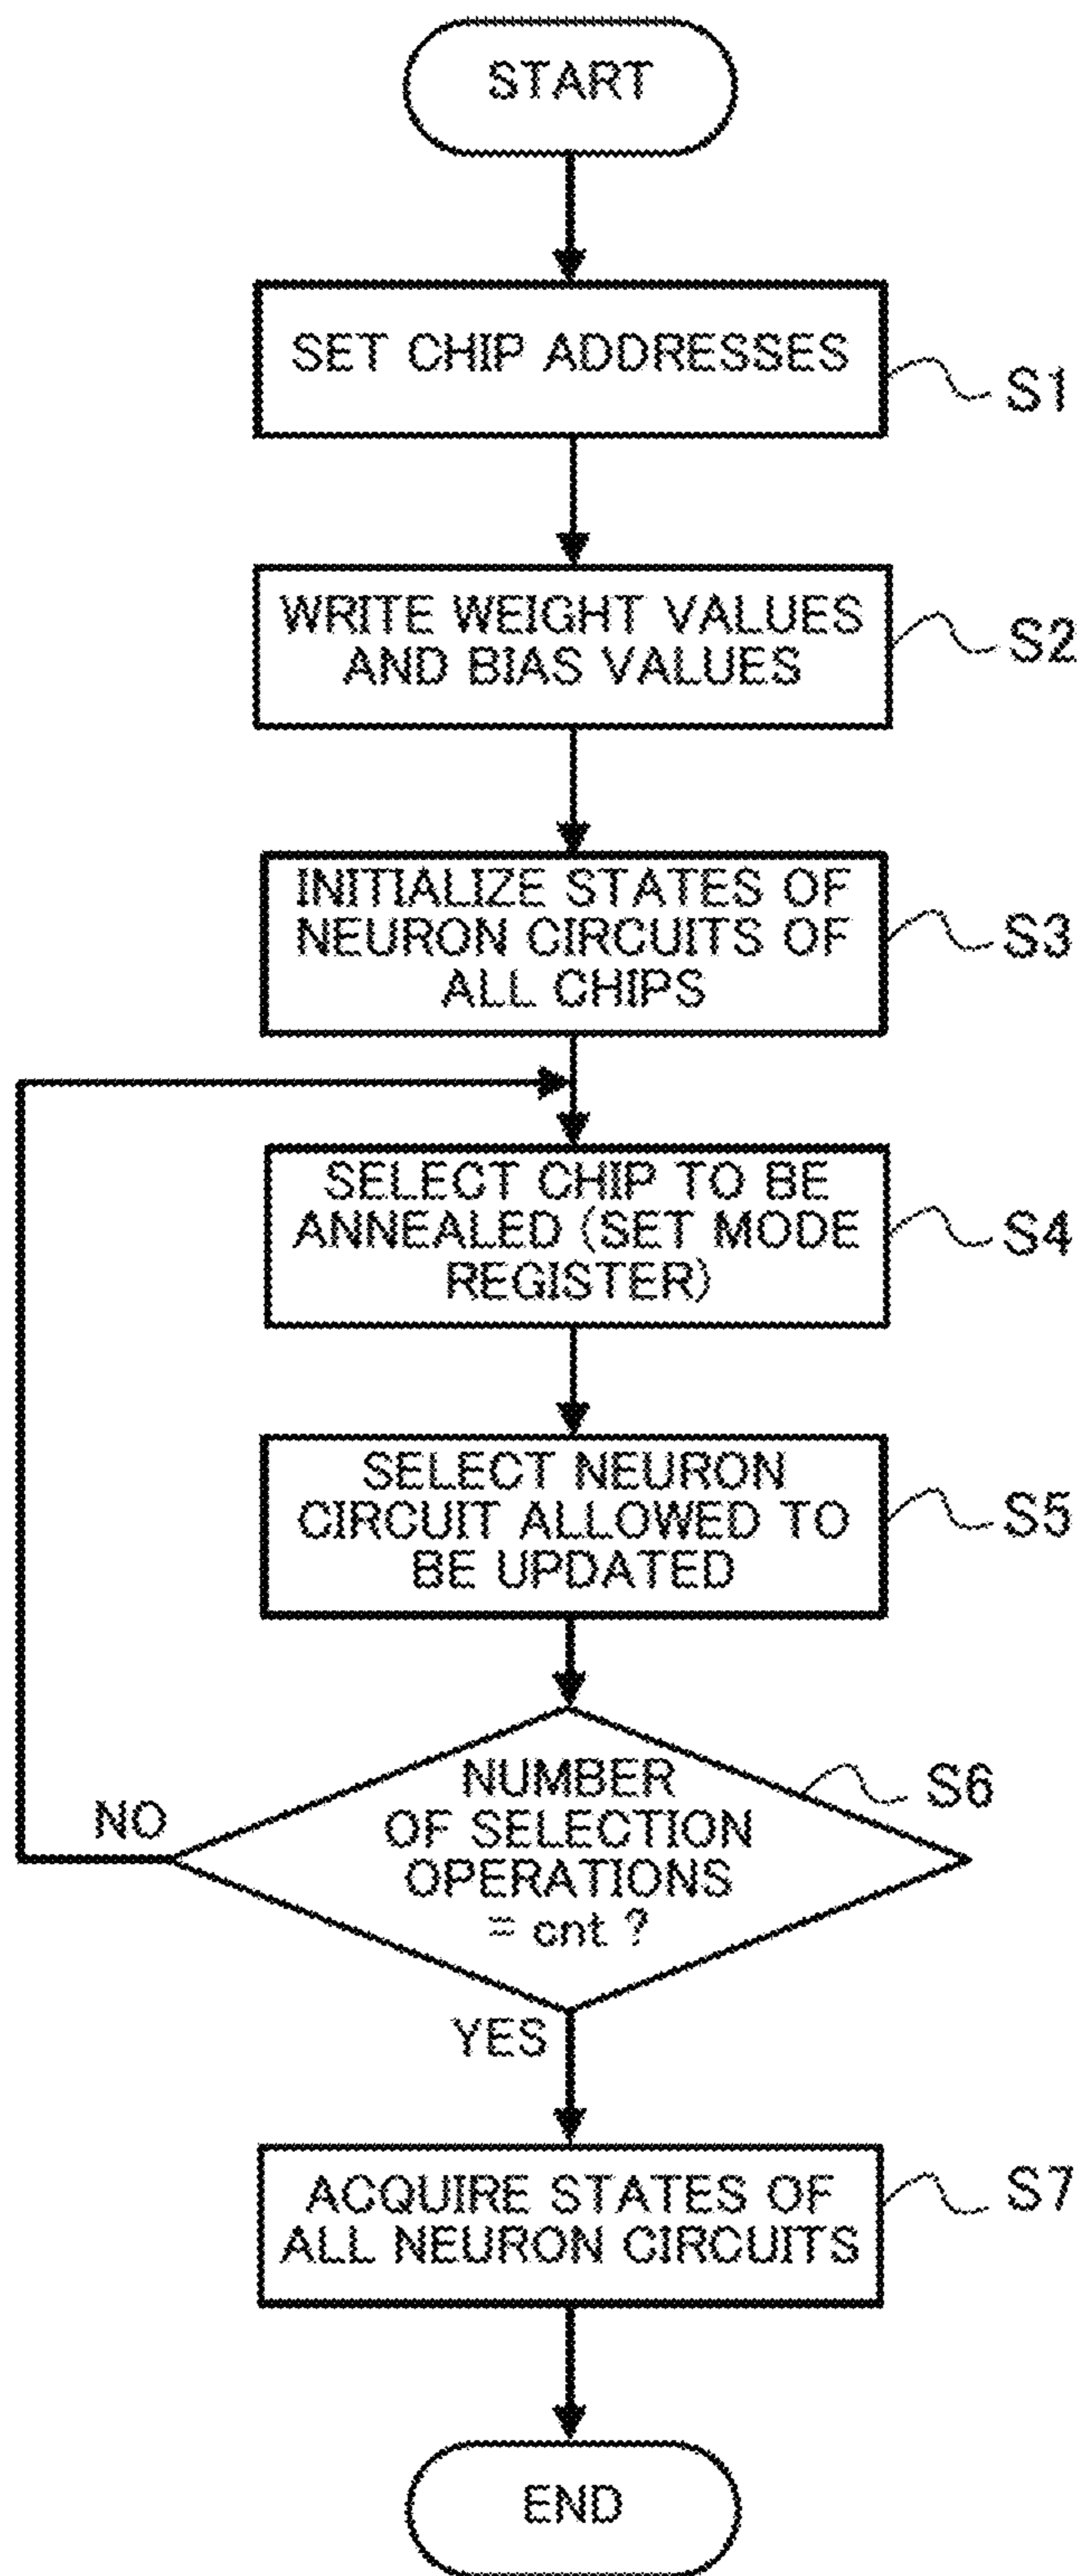 START
SET CHIP ADDRESSES
S1
WRITE WEIGHT VALUES
AND BIAS VALUES
S2
INITIALIZE STATES OF
NEURON CIRCUITS OF
ALL CHIPS
S3
SELECT CHIP TO BE
ANNEALED (SET MODE
REGISTER)
S4
SELECT NEURON
CIRCUIT ALLOWED TO
BE UPDATED
S5
NUMBER
OF SELECTION
OPERATIONS
= cnt ?
S6
NO
YES
ACQUIRE STATES OF
ALL NEURON CIRCUITS
S7
END